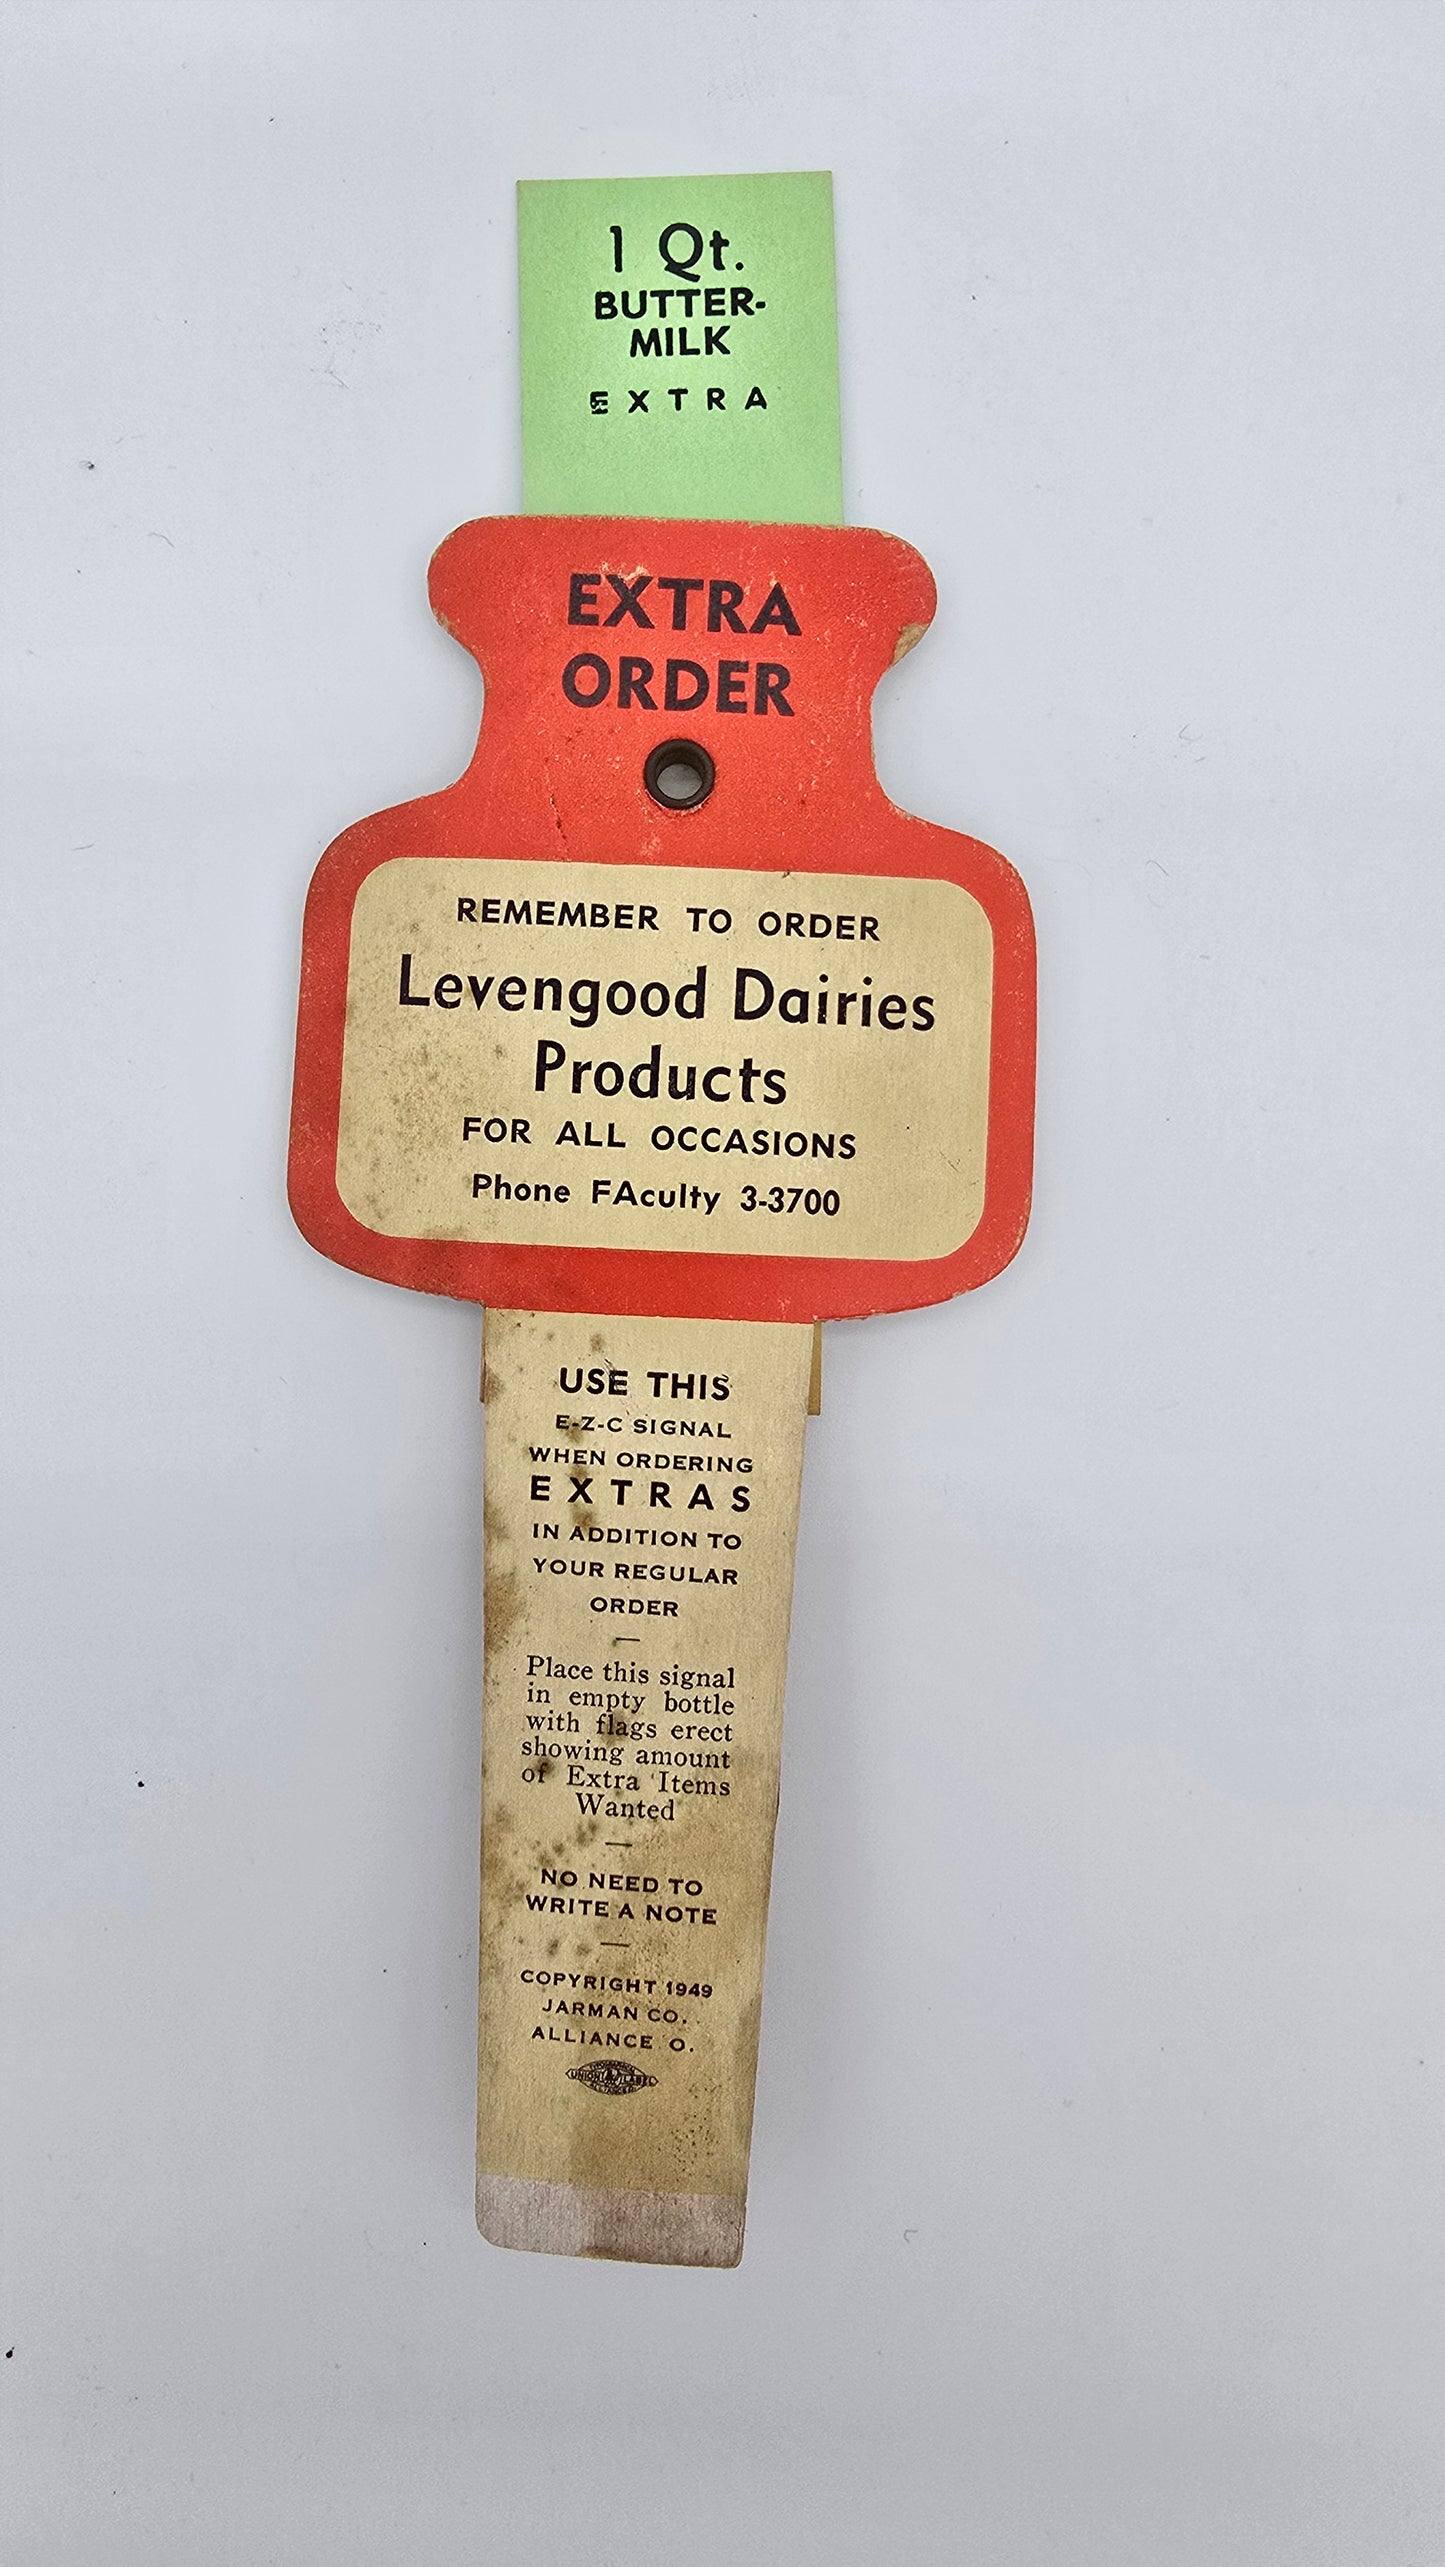 1 Qt.
BUTTER-
MILK
EXTRA
EXTRA
ORDER
REMEMBER TO ORDER
Levengood Dairies
Products
FOR ALL OCCASIONS
Phone FAculty 3-3700
USE THIS
E-Z-C SIGNAL
WHEN ORDERING
EXTRAS
IN ADDITION TO
YOUR REGULAR
ORDER
—
Place this signal
in empty bottle
with flags erect
showing amount
of Extra Items
Wanted
—
NO NEED TO
WRITE A NOTE
—
COPYRIGHT 1949
JARMAN CO.
ALLIANCE O.
UNION LABEL